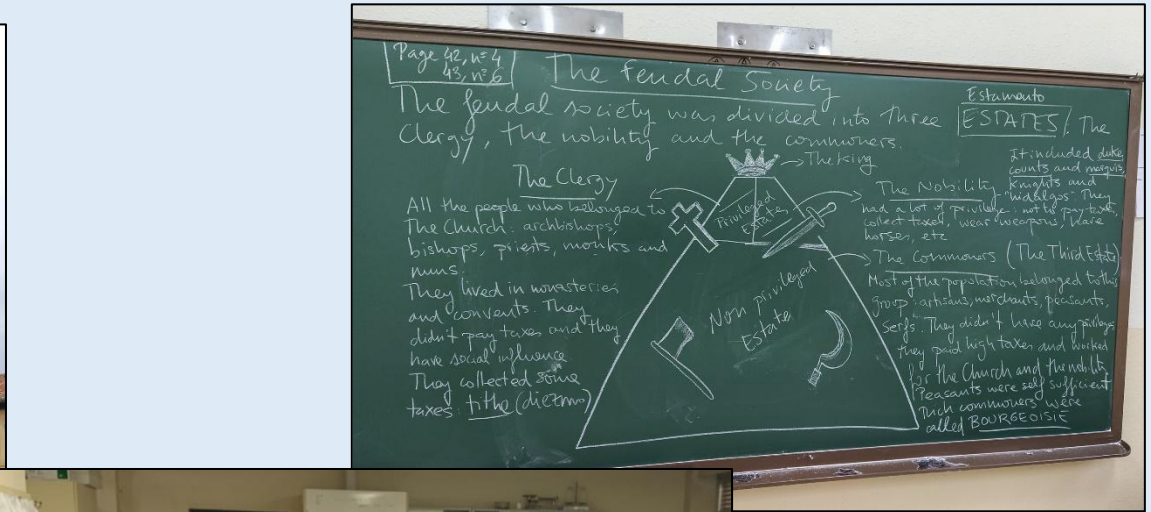 Page 42, nº 4
43, nº 6
The Feudal Society
The feudal society was divided into three ESTATES. The
Estamento
Clergy, the nobility and the commoners.
The King
The Clergy
All the people who belonged to
The Church: archbishops,
bishops, priests, monks and
nuns.
They lived in monasteries
and convents. They
didn't pay taxes and they
have social influence
They collected some
taxes: tithe (diezmo)
Privileged
Estate
Non privileged
Estate
The Nobility
It included duke,
counts and marquis,
knights and
"hidalgos". They
had a lot of privilege: not to pay taxes,
collect taxes, wear weapons, have
horses, etc
The Commoners (The Third Estate)
Most of the population belonged to this
group: artisans, merchants, peasants,
serfs. They didn't have any privileges
they paid high taxes and worked
for the Church and the nobility
Peasants were self sufficient
Rich commoners were
called BOURGEOISIE